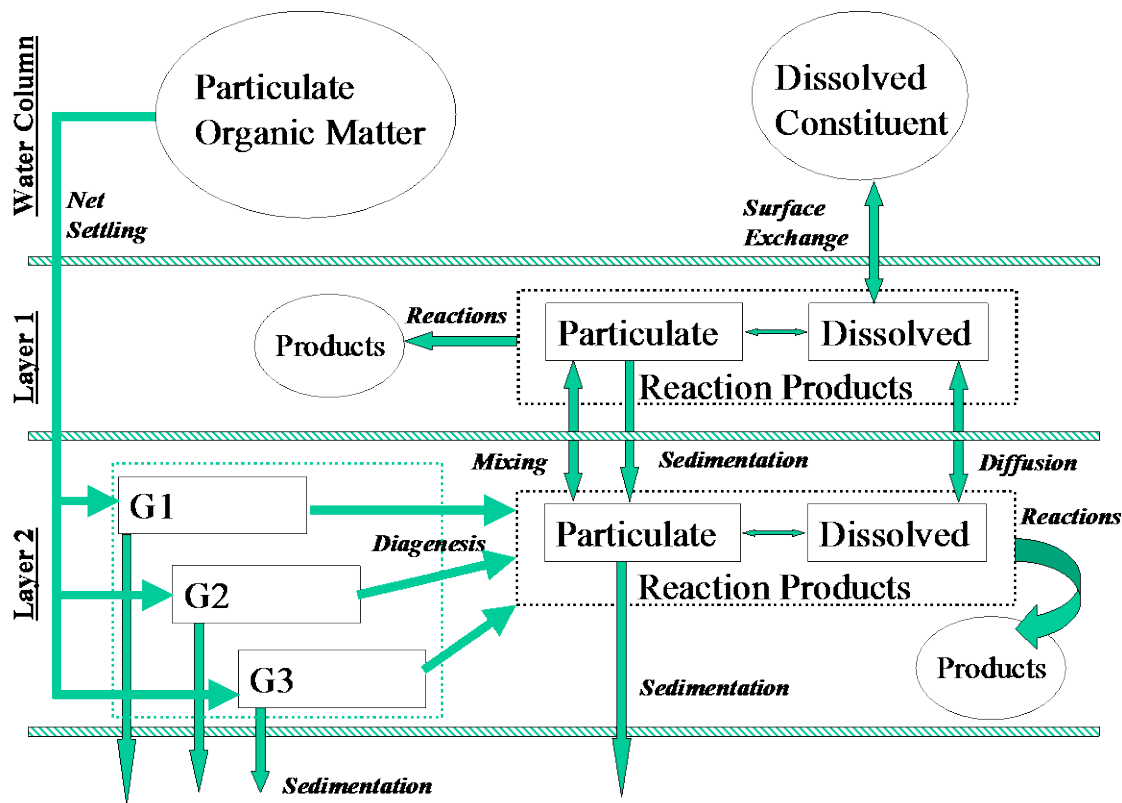 Water Column
Particulate
Organic Matter
Dissolved
Constituent
Net
Settling
Surface
Exchange
Layer 1
Products
Reactions
Particulate
Dissolved
Reaction Products
Mixing
Sedimentation
Diffusion
Layer 2
G1
G2
G3
Diagenesis
Particulate
Dissolved
Reaction Products
Reactions
Products
Sedimentation
Sedimentation